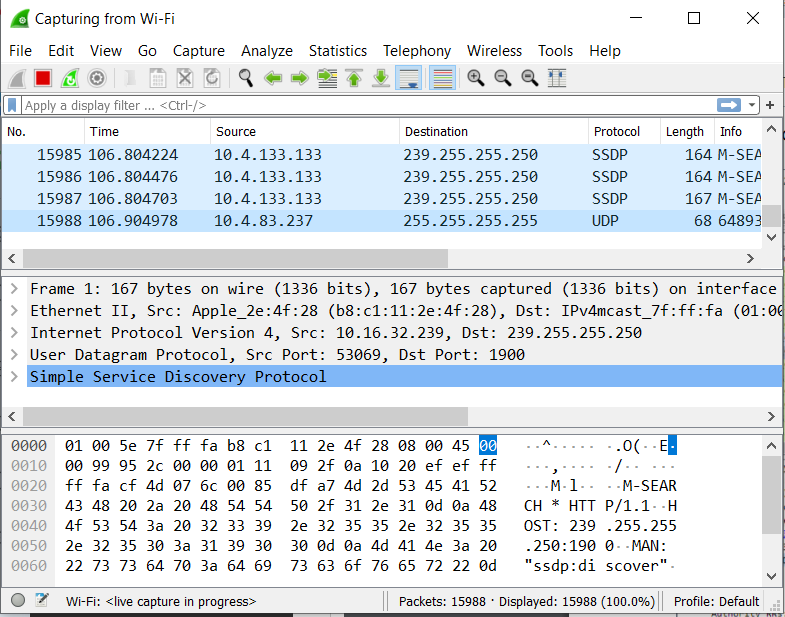 Capturing from Wi-Fi
File Edit View Go Capture Analyze Statistics Telephony Wireless Tools Help
Apply a display filter ... <Ctrl-/>
No. Time Source Destination Protocol Length Info
15985 106.804224 10.4.133.133 239.255.255.250 SSDP 164 M-SEA
15986 106.804476 10.4.133.133 239.255.255.250 SSDP 164 M-SEA
15987 106.804703 10.4.133.133 239.255.255.250 SSDP 167 M-SEA
15988 106.904978 10.4.83.237 255.255.255.255 UDP 68 64893
Frame 1: 167 bytes on wire (1336 bits), 167 bytes captured (1336 bits) on interface
Ethernet II, Src: Apple_2e:4f:28 (b8:c1:11:2e:4f:28), Dst: IPv4mcast_7f:ff:fa (01:00
Internet Protocol Version 4, Src: 10.16.32.239, Dst: 239.255.255.250
User Datagram Protocol, Src Port: 53069, Dst Port: 1900
Simple Service Discovery Protocol
0000 01 00 5e 7f ff fa b8 c1 11 2e 4f 28 08 00 45 00 ··^····· ·.O(··E·
0010 00 99 95 2c 00 00 01 11 09 2f 0a 10 20 ef ef ff ···,···· ·/·· ···
0020 ff fa cf 4d 07 6c 00 85 df a7 4d 2d 53 45 41 52 ···M·l·· ··M-SEAR
0030 43 48 20 2a 20 48 54 54 50 2f 31 2e 31 0d 0a 48 CH * HTT P/1.1··H
0040 4f 53 54 3a 20 32 33 39 2e 32 35 35 2e 32 35 35 OST: 239 .255.255
0050 2e 32 35 30 3a 31 39 30 30 0d 0a 4d 41 4e 3a 20 .250:190 0··MAN:
0060 22 73 73 64 70 3a 64 69 73 63 6f 76 65 72 22 0d "ssdp:di scover"·
Wi-Fi: <live capture in progress> Packets: 15988 · Displayed: 15988 (100.0%) Profile: Default